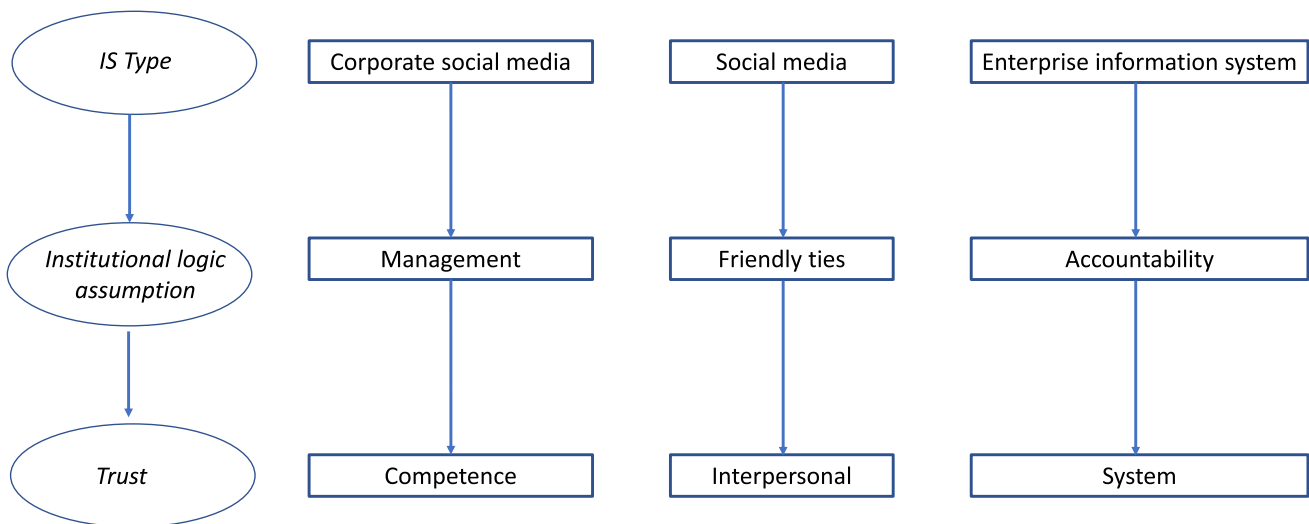 IS Type
Corporate social media
Social media
Enterprise information system
Institutional logic
assumption
Management
Friendly ties
Accountability
Trust
Competence
Interpersonal
System